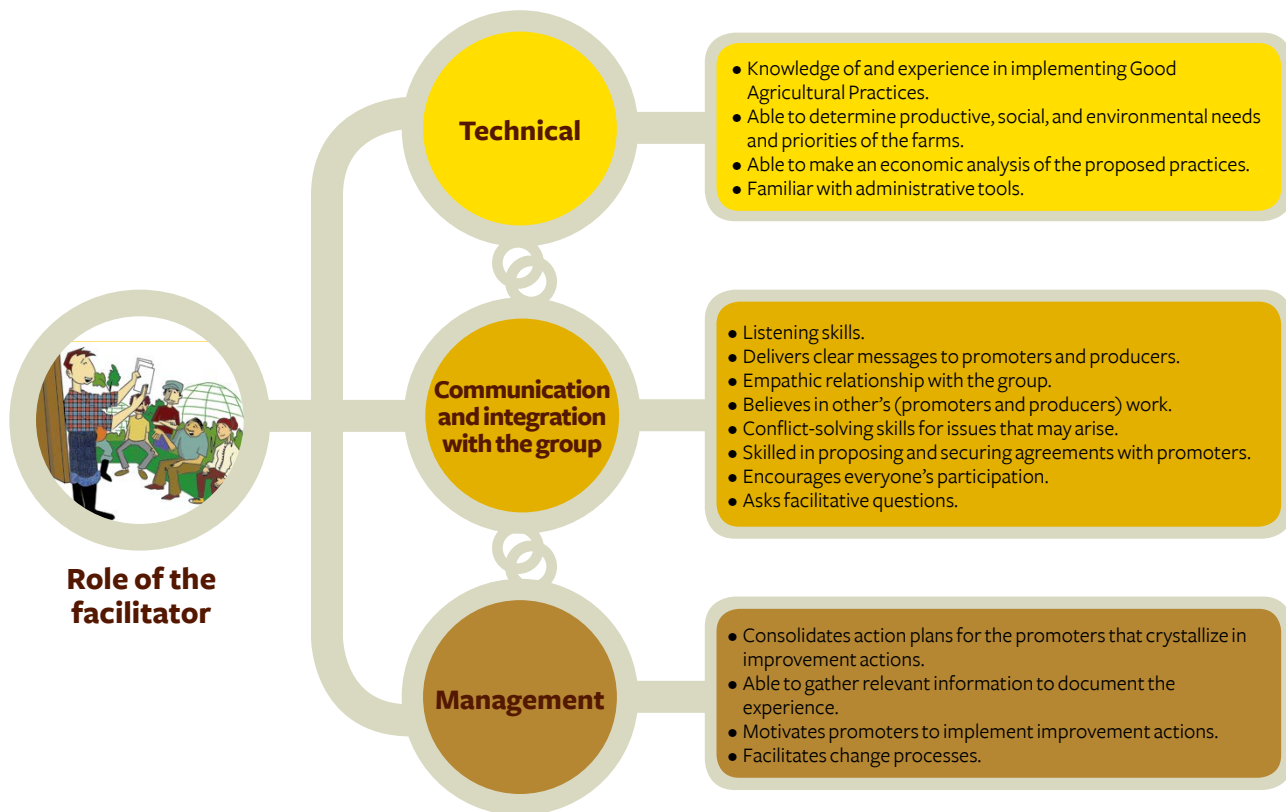 Technical
• Knowledge of and experience in implementing Good
Agricultural Practices.
• Able to determine productive, social, and environmental needs
and priorities of the farms.
• Able to make an economic analysis of the proposed practices.
• Familiar with administrative tools.
Role of the
facilitator
Communication
and integration
with the group
• Listening skills.
• Delivers clear messages to promoters and producers.
• Empathic relationship with the group.
• Believes in other’s (promoters and producers) work.
• Conflict-solving skills for issues that may arise.
• Skilled in proposing and securing agreements with promoters.
• Encourages everyone’s participation.
• Asks facilitative questions.
Management
• Consolidates action plans for the promoters that crystallize in
improvement actions.
• Able to gather relevant information to document the
experience.
• Motivates promoters to implement improvement actions.
• Facilitates change processes.